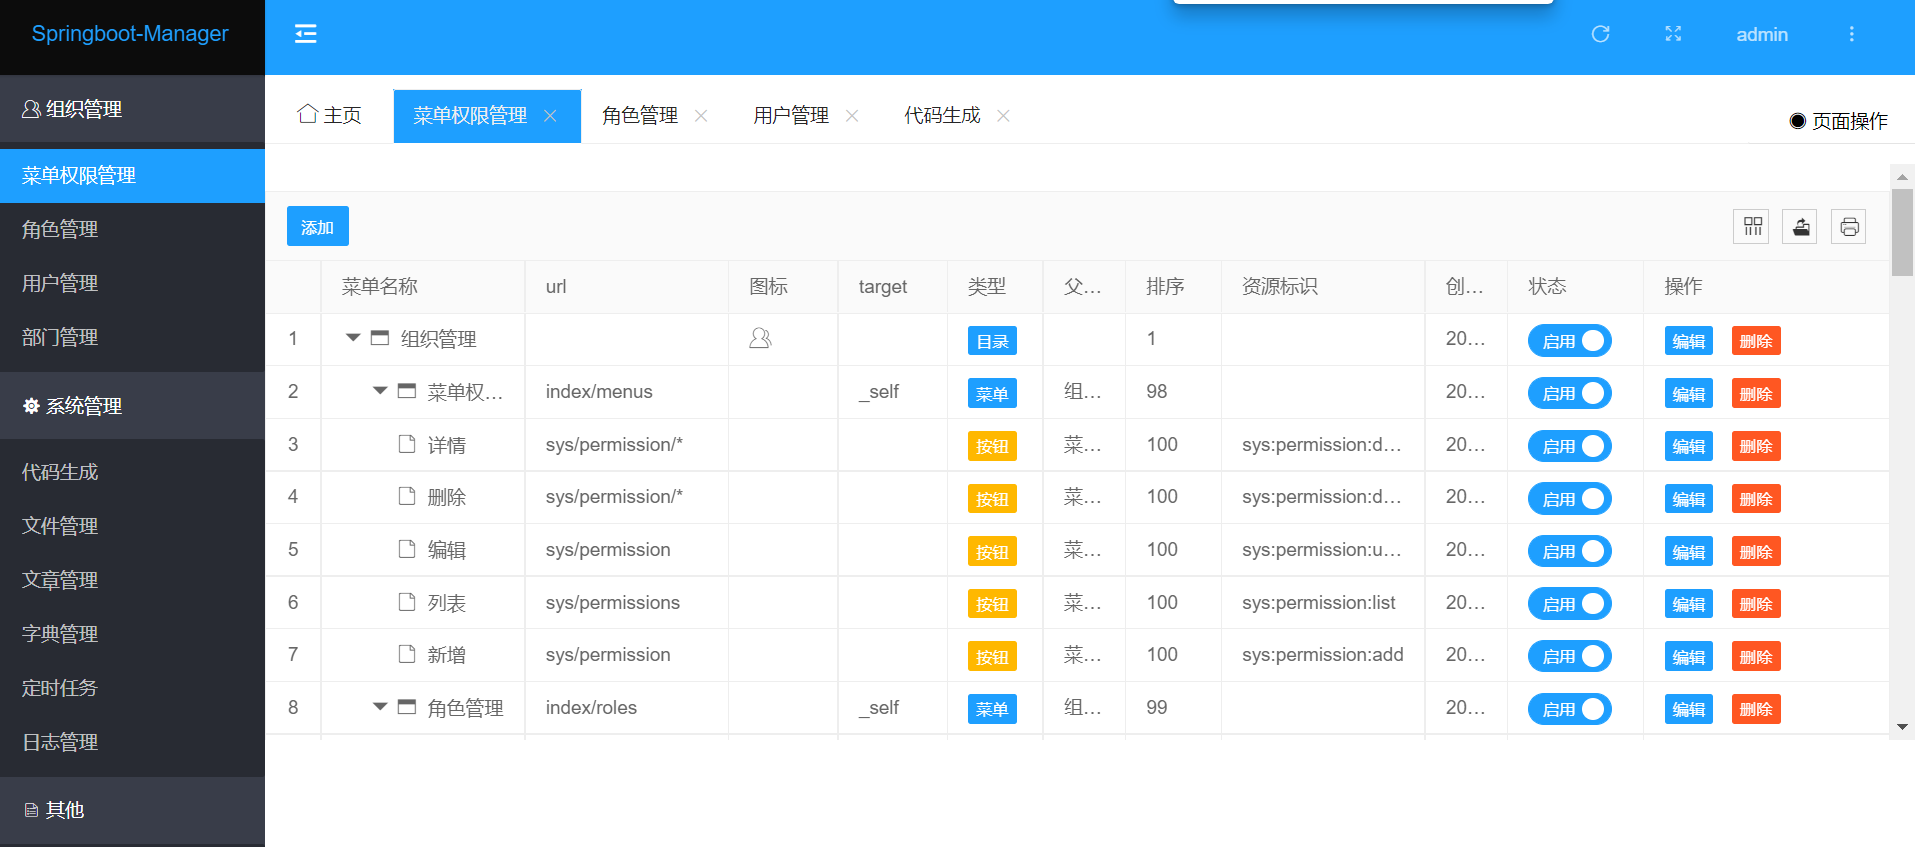 Springboot-Manager
admin
组织管理
菜单权限管理
角色管理
用户管理
部门管理
系统管理
代码生成
文件管理
文章管理
字典管理
定时任务
日志管理
其他
主页 菜单权限管理 角色管理 用户管理 代码生成
页面操作
添加
菜单名称 url 图标 target 类型 父... 排序 资源标识 创... 状态 操作
1 组织管理 目录 1 20... 启用 编辑 删除
2 菜单权... index/menus _self 菜单 组... 98 20... 启用 编辑 删除
3 详情 sys/permission/* 按钮 菜... 100 sys:permission:d... 20... 启用 编辑 删除
4 删除 sys/permission/* 按钮 菜... 100 sys:permission:d... 20... 启用 编辑 删除
5 编辑 sys/permission 按钮 菜... 100 sys:permission:u... 20... 启用 编辑 删除
6 列表 sys/permissions 按钮 菜... 100 sys:permission:list 20... 启用 编辑 删除
7 新增 sys/permission 按钮 菜... 100 sys:permission:add 20... 启用 编辑 删除
8 角色管理 index/roles _self 菜单 组... 99 20... 启用 编辑 删除